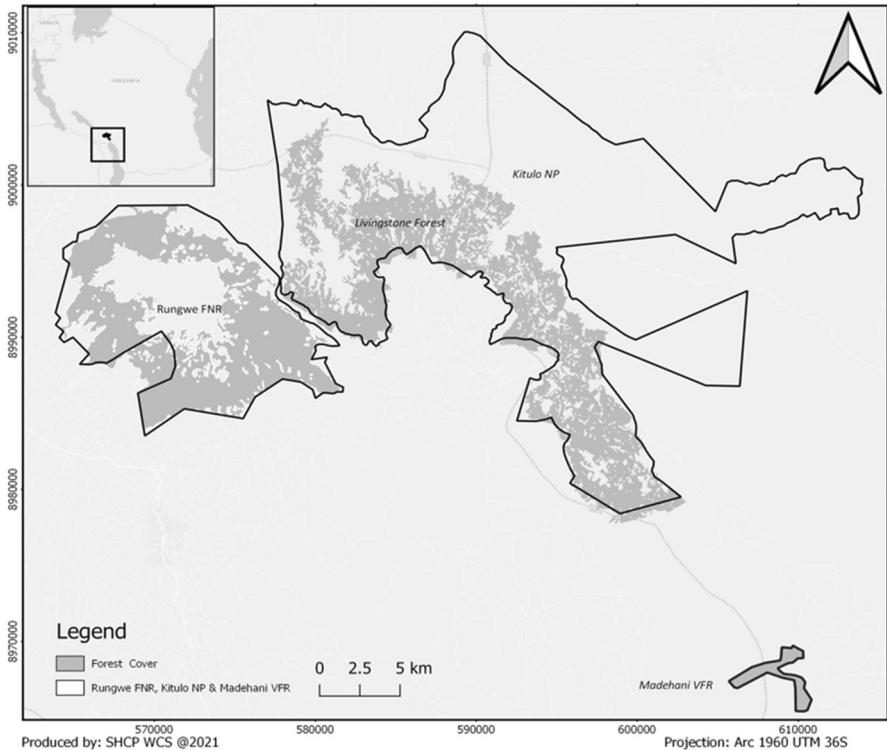 9010000
TANZANIA
Kitulo NP
9000000
Livingstone Forest
Rungwe FNR
8990000
8980000
8970000
Legend
Forest Cover
Rungwe FNR, Kitulo NP & Madehani VFR
0 2.5 5 km
Madehani VFR
570000 580000 590000 600000 610000
Produced by: SHCP WCS @2021 Projection: Arc 1960 UTM 36S